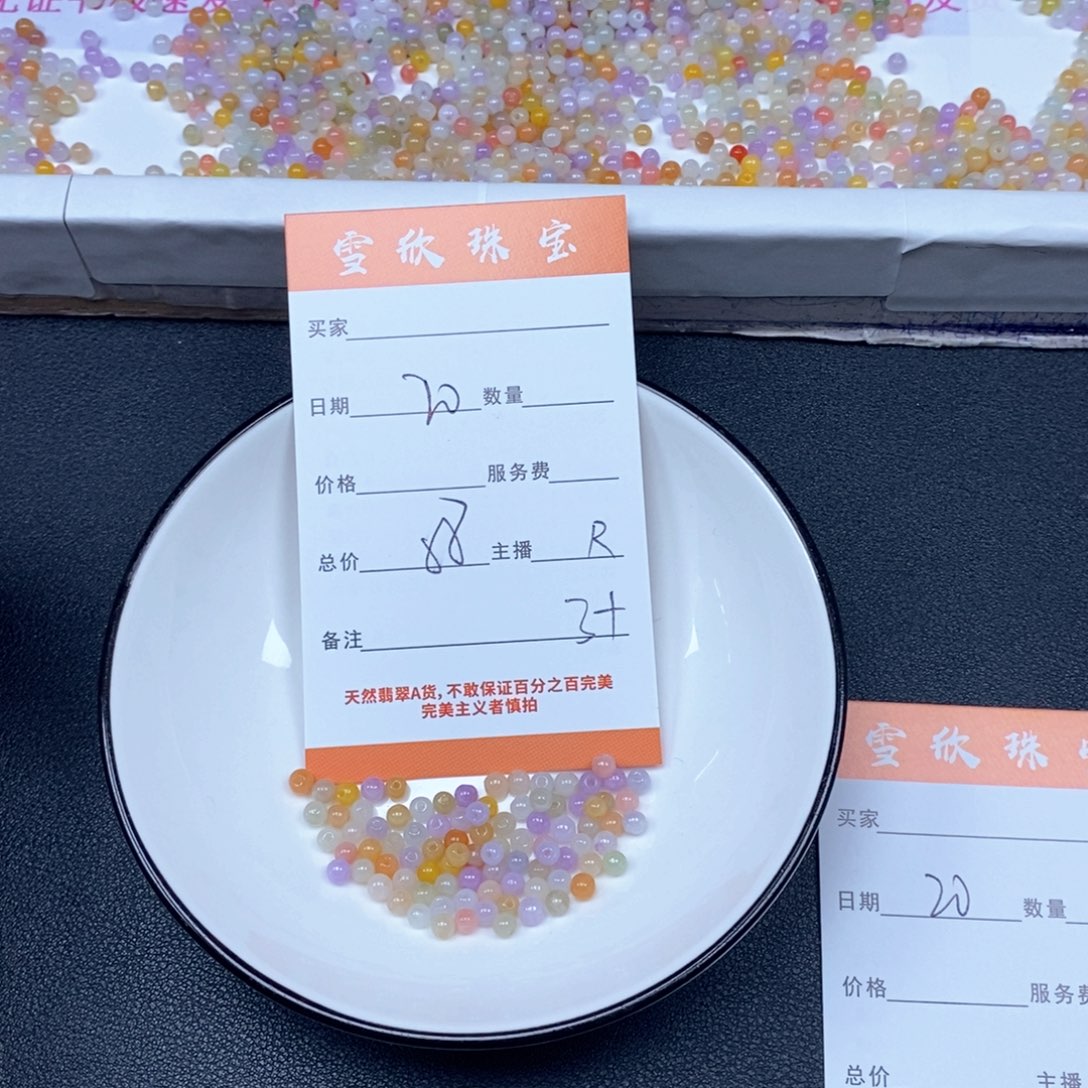 雪欣珠宝
买家
日期 20 数量
价格 服务费
总价 88 主播 R
备注 3+
天然翡翠A货，不敢保证百分之百完美
完美主义者慎拍
雪欣珠
买家
日期 20 数量
价格 服务费
总价 主播